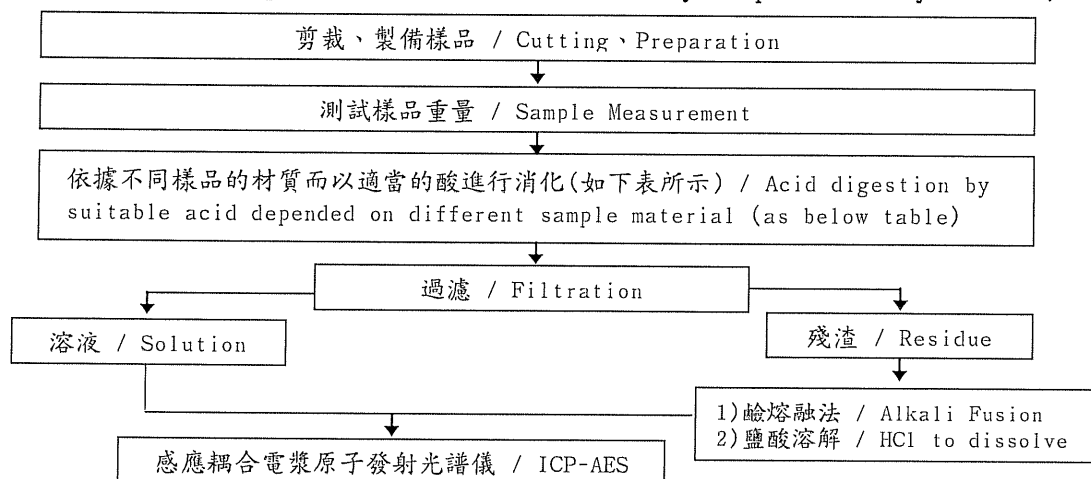 剪裁、製備樣品 / Cutting、Preparation
測試樣品重量 / Sample Measurement
依據不同樣品的材質而以適當的酸進行消化(如下表所示) / Acid digestion by
suitable acid depended on different sample material (as below table)
過濾 / Filtration
溶液 / Solution
殘渣 / Residue
1)鹼熔融法 / Alkali Fusion
2)鹽酸溶解 / HCl to dissolve
感應耦合電漿原子發射光譜儀 / ICP-AES